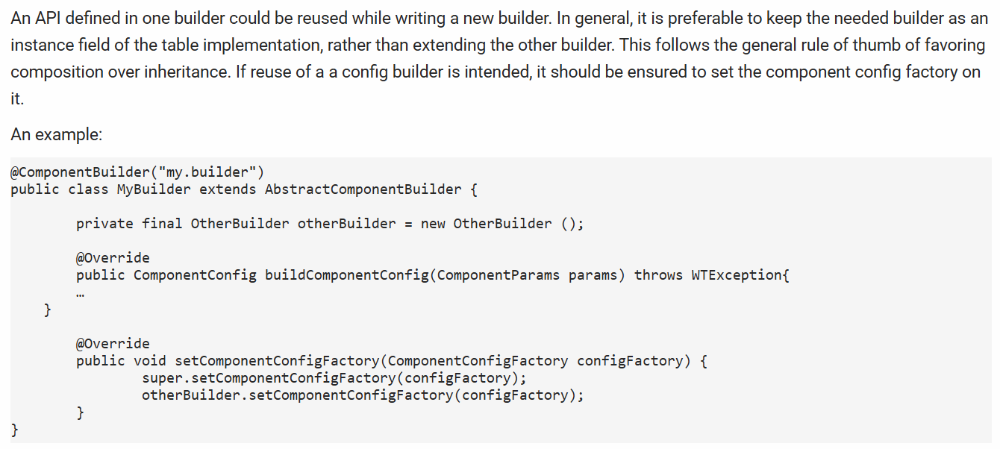 An API defined in one builder could be reused while writing a new builder. In general, it is preferable to keep the needed builder as an
instance field of the table implementation, rather than extending the other builder. This follows the general rule of thumb of favoring
composition over inheritance. If reuse of a a config builder is intended, it should be ensured to set the component config factory on
it.
An example:
@ComponentBuilder("my.builder")
public class MyBuilder extends AbstractComponentBuilder {
        private final OtherBuilder otherBuilder = new OtherBuilder ();
        @Override
        public ComponentConfig buildComponentConfig(ComponentParams params) throws WTException{
        …
    }
        @Override
        public void setComponentConfigFactory(ComponentConfigFactory configFactory) {
                super.setComponentConfigFactory(configFactory);
                otherBuilder.setComponentConfigFactory(configFactory);
        }
}